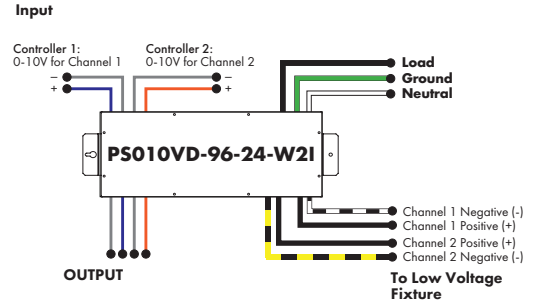 Input
Controller 1:
0-10V for Channel 1
Controller 2:
0-10V for Channel 2
–
+
–
+
Load
Ground
Neutral
PS010VD-96-24-W2I
Channel 1 Negative (-)
Channel 1 Positive (+)
Channel 2 Positive (+)
Channel 2 Negative (-)
OUTPUT
To Low Voltage
Fixture